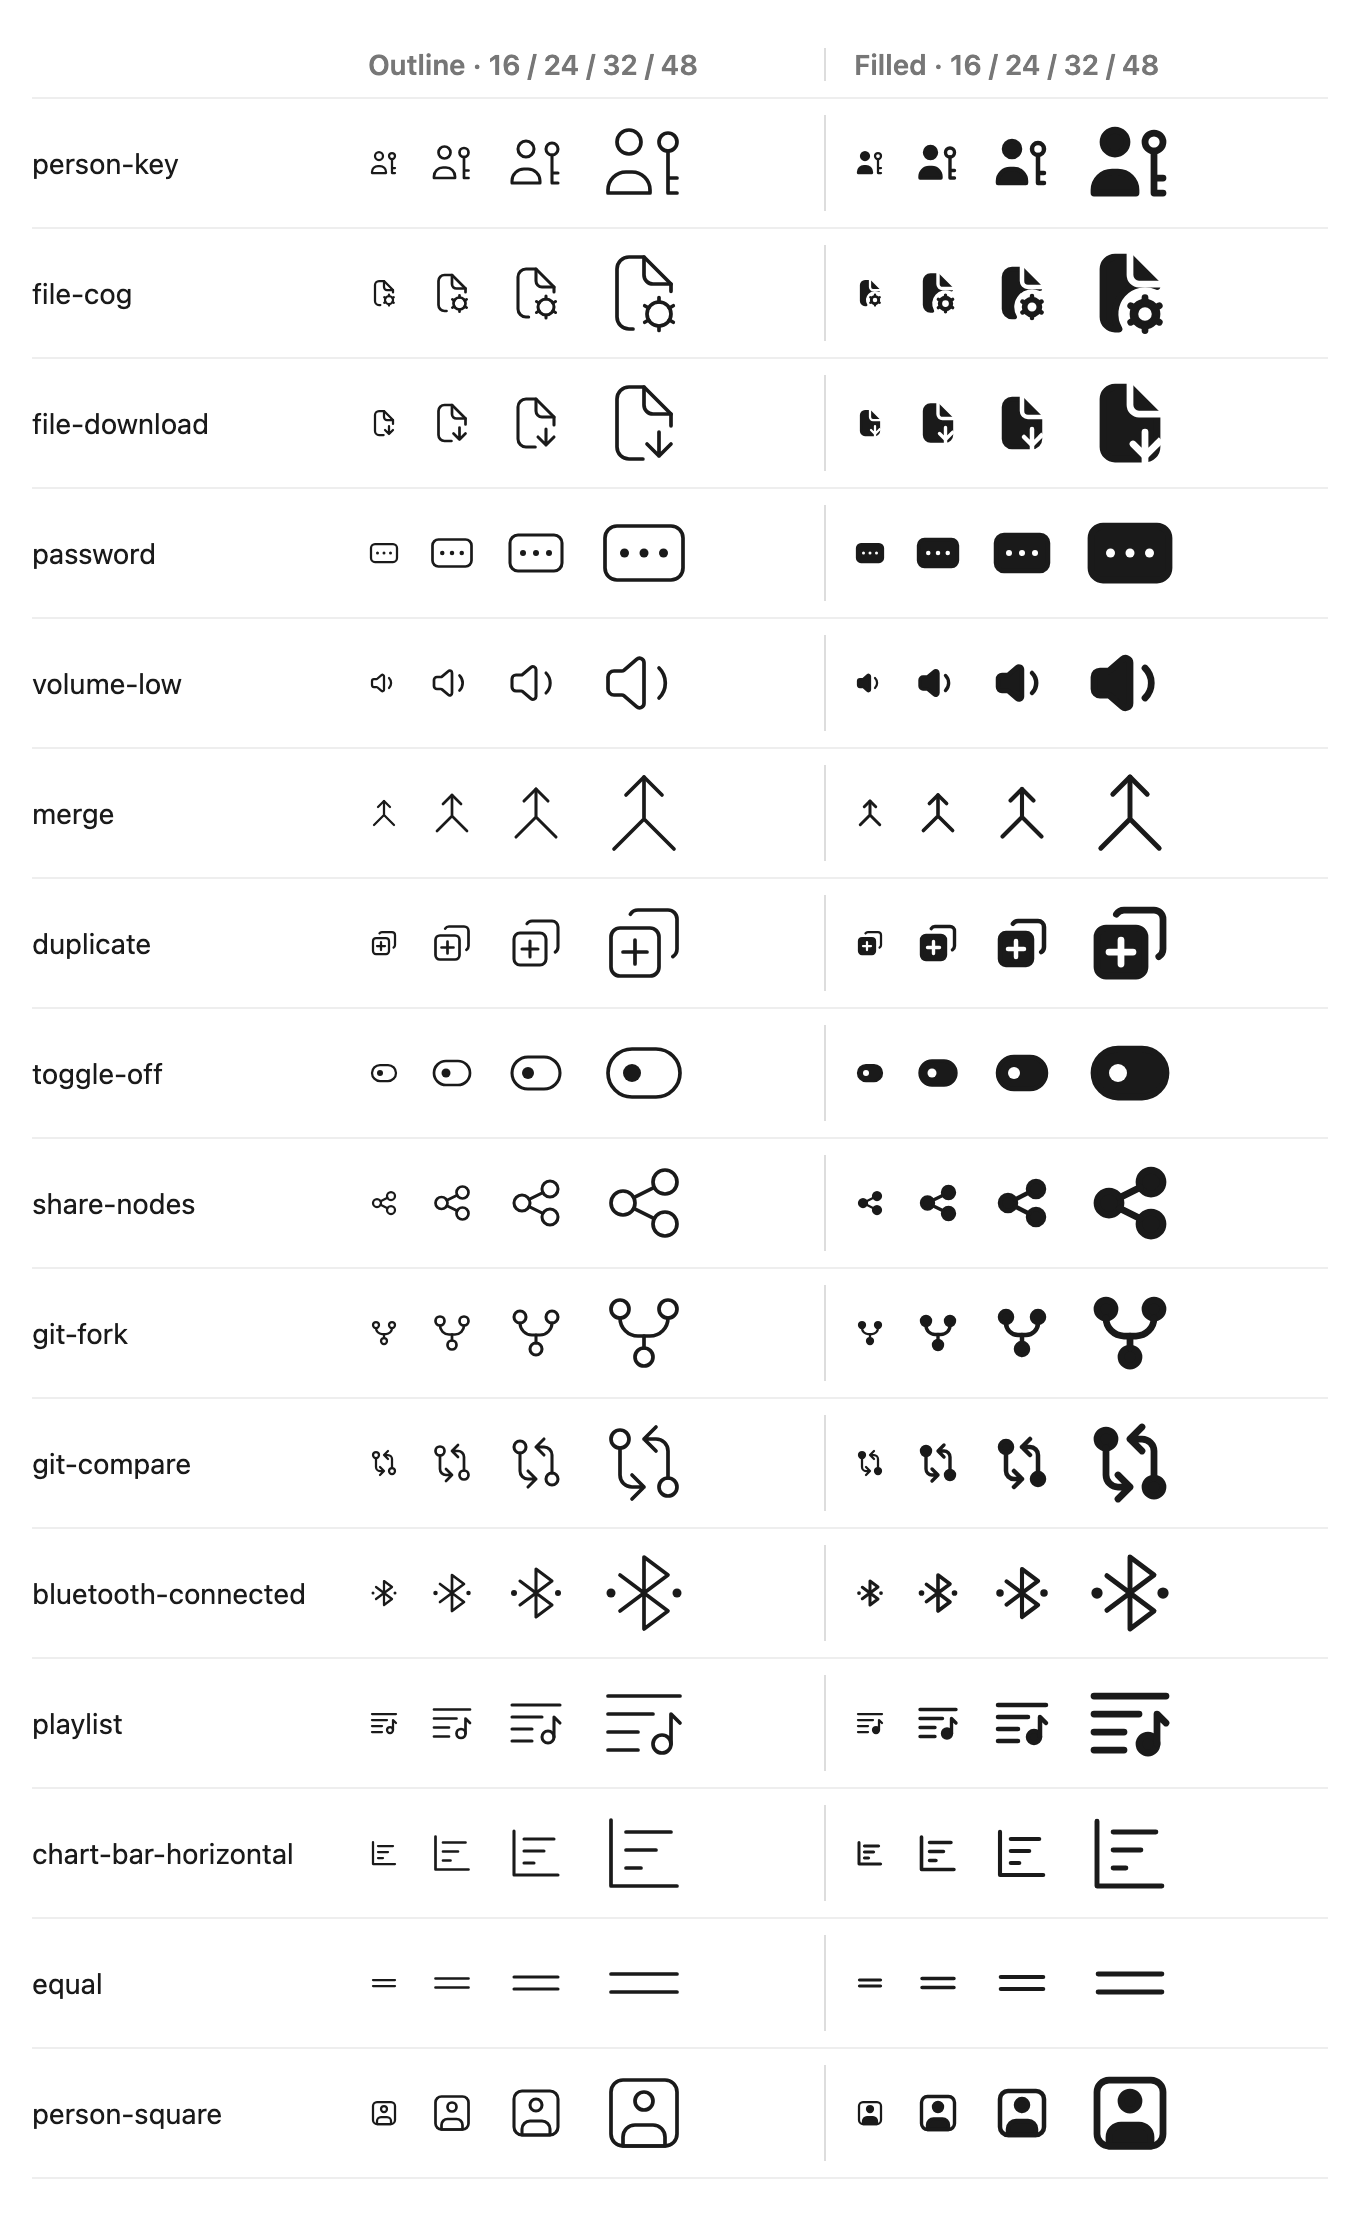 Outline · 16 / 24 / 32 / 48
Filled · 16 / 24 / 32 / 48
person-key
file-cog
file-download
password
volume-low
merge
duplicate
toggle-off
share-nodes
git-fork
git-compare
bluetooth-connected
playlist
chart-bar-horizontal
equal
person-square